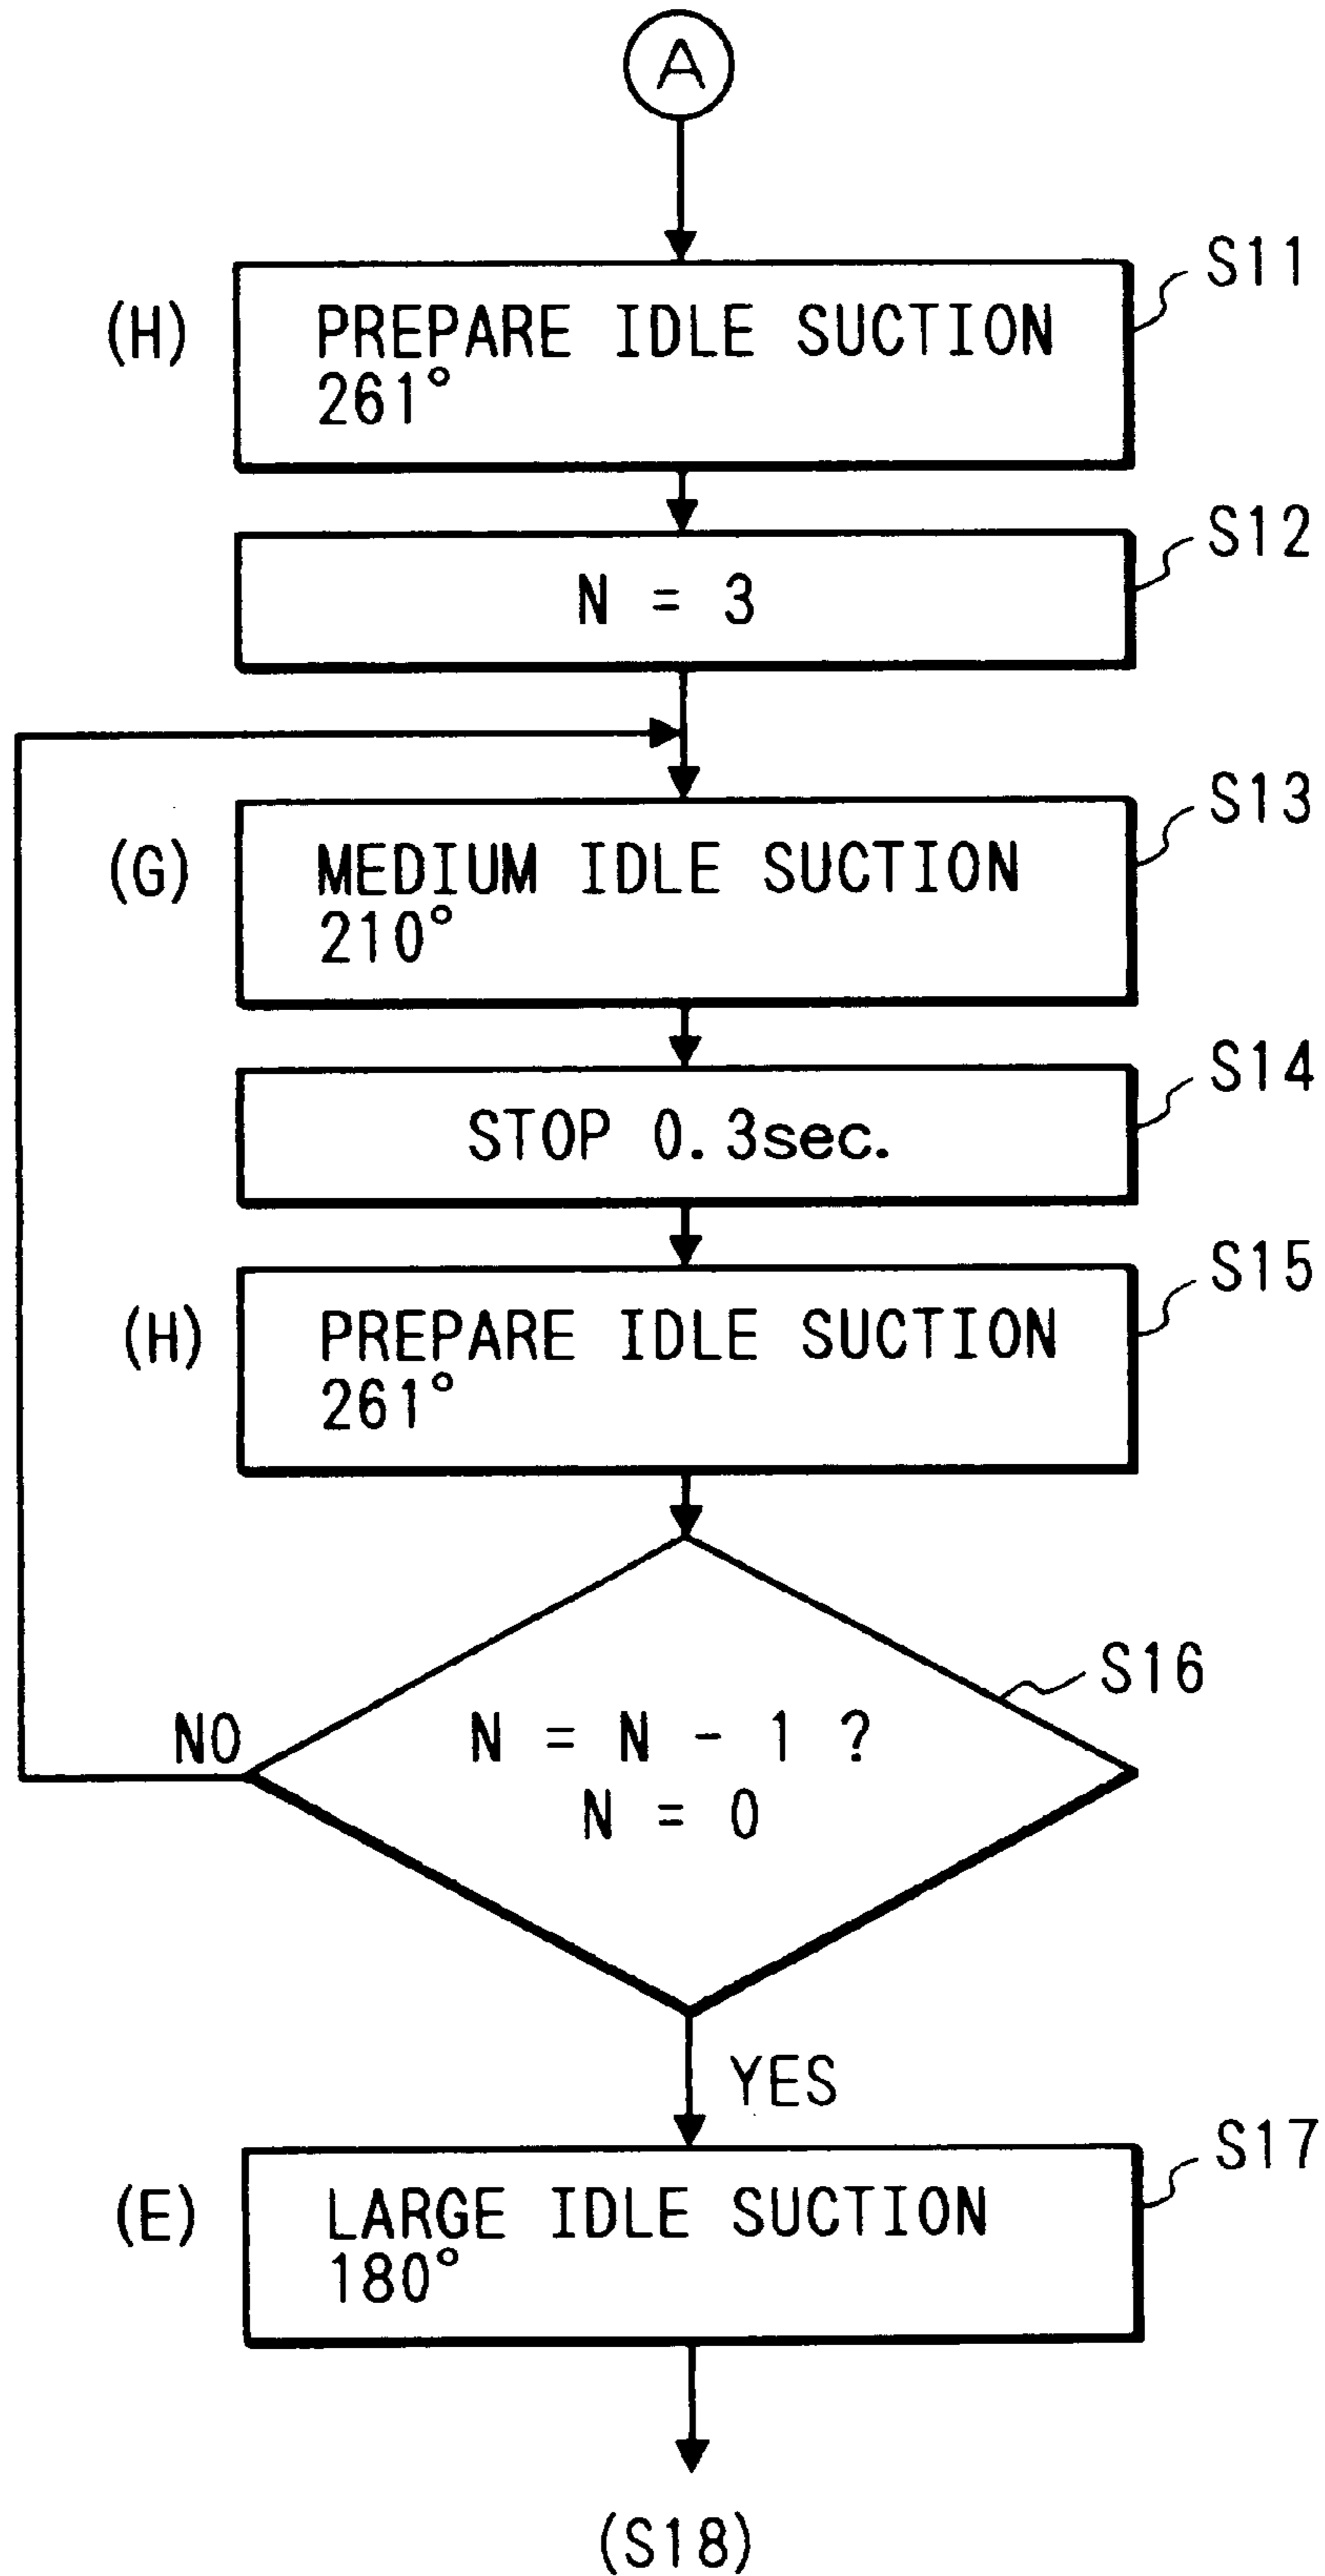 A
S11
(H)
PREPARE IDLE SUCTION
261°
S12
N = 3
S13
(G)
MEDIUM IDLE SUCTION
210°
S14
STOP 0.3sec.
S15
(H)
PREPARE IDLE SUCTION
261°
S16
NO
N = N - 1 ?
N = 0
YES
S17
(E)
LARGE IDLE SUCTION
180°
(S18)